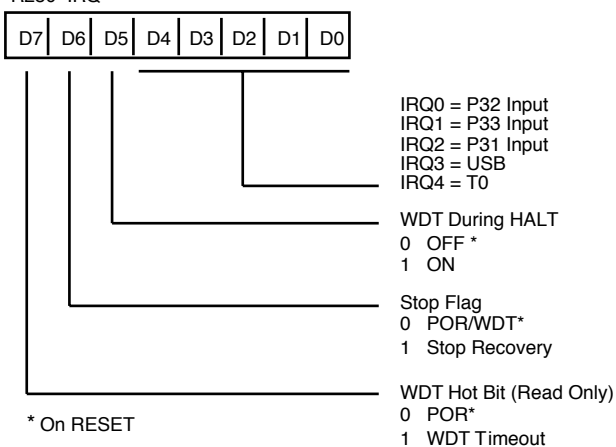 D7 D6 D5 D4 D3 D2 D1 D0
IRQ0 = P32 Input
IRQ1 = P33 Input
IRQ2 = P31 Input
IRQ3 = USB
IRQ4 = T0
WDT During HALT
0 OFF *
1 ON
Stop Flag
0 POR/WDT*
1 Stop Recovery
WDT Hot Bit (Read Only)
0 POR*
1 WDT Timeout
* On RESET